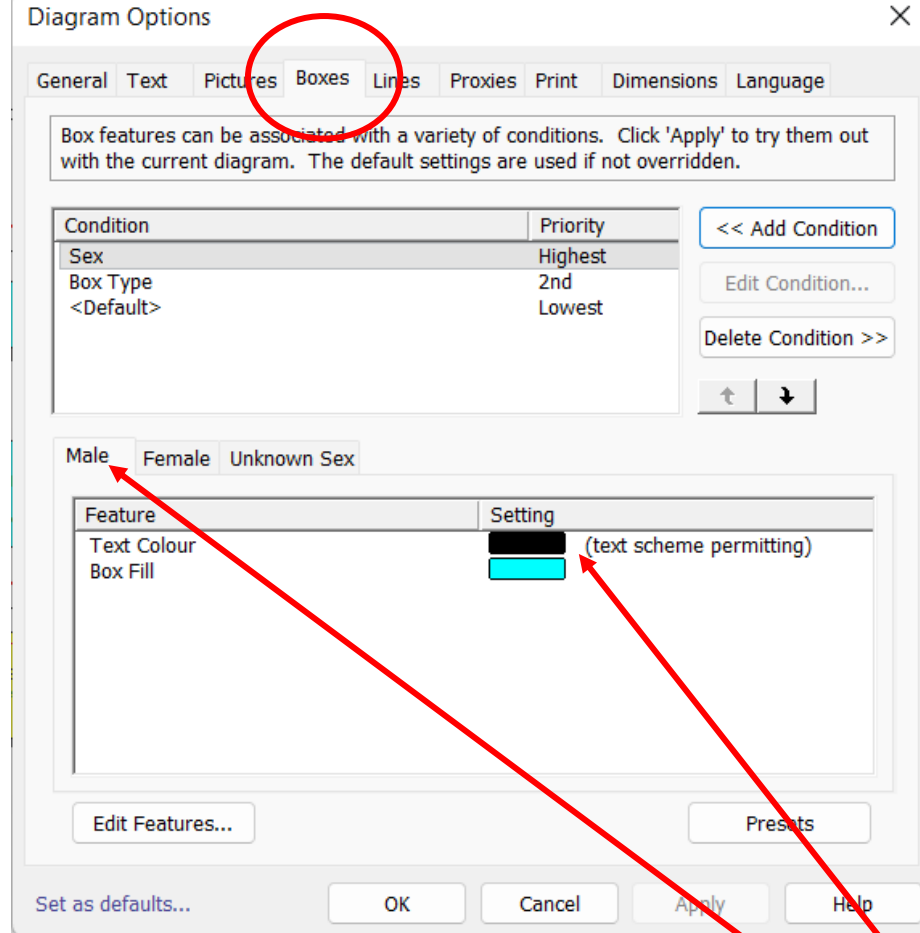 Diagram Options
General Text Pictures Boxes Lines Proxies Print Dimensions Language
Box features can be associated with a variety of conditions. Click 'Apply' to try them out
with the current diagram. The default settings are used if not overridden.
Condition Priority
<< Add Condition
Sex Highest
Box Type 2nd
Edit Condition...
<Default> Lowest
Delete Condition >>
Male Female Unknown Sex
Feature Setting
Text Colour (text scheme permitting)
Box Fill
Edit Features... Presets
Set as defaults... OK Cancel Apply Help